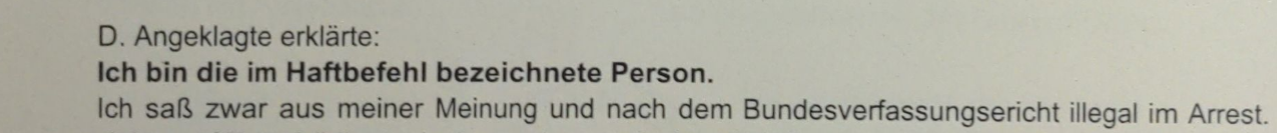 D. Angeklagte erklärte:
Ich bin die im Haftbefehl bezeichnete Person.
Ich saß zwar aus meiner Meinung und nach dem Bundesverfassungsericht illegal im Arrest.